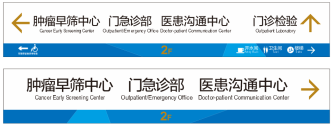 肿瘤早筛中心 门急诊部 医患沟通中心 门诊检验
Cancer Early Screening Center Outpatient/Emergency Office Doctor-patient Communication Center Outpatient Laboratory
2F
卫生间
肿瘤早筛中心 门急诊部 医患沟通中心
Cancer Early Screening Center Outpatient/Emergency Office Doctor-patient Communication Center
2F